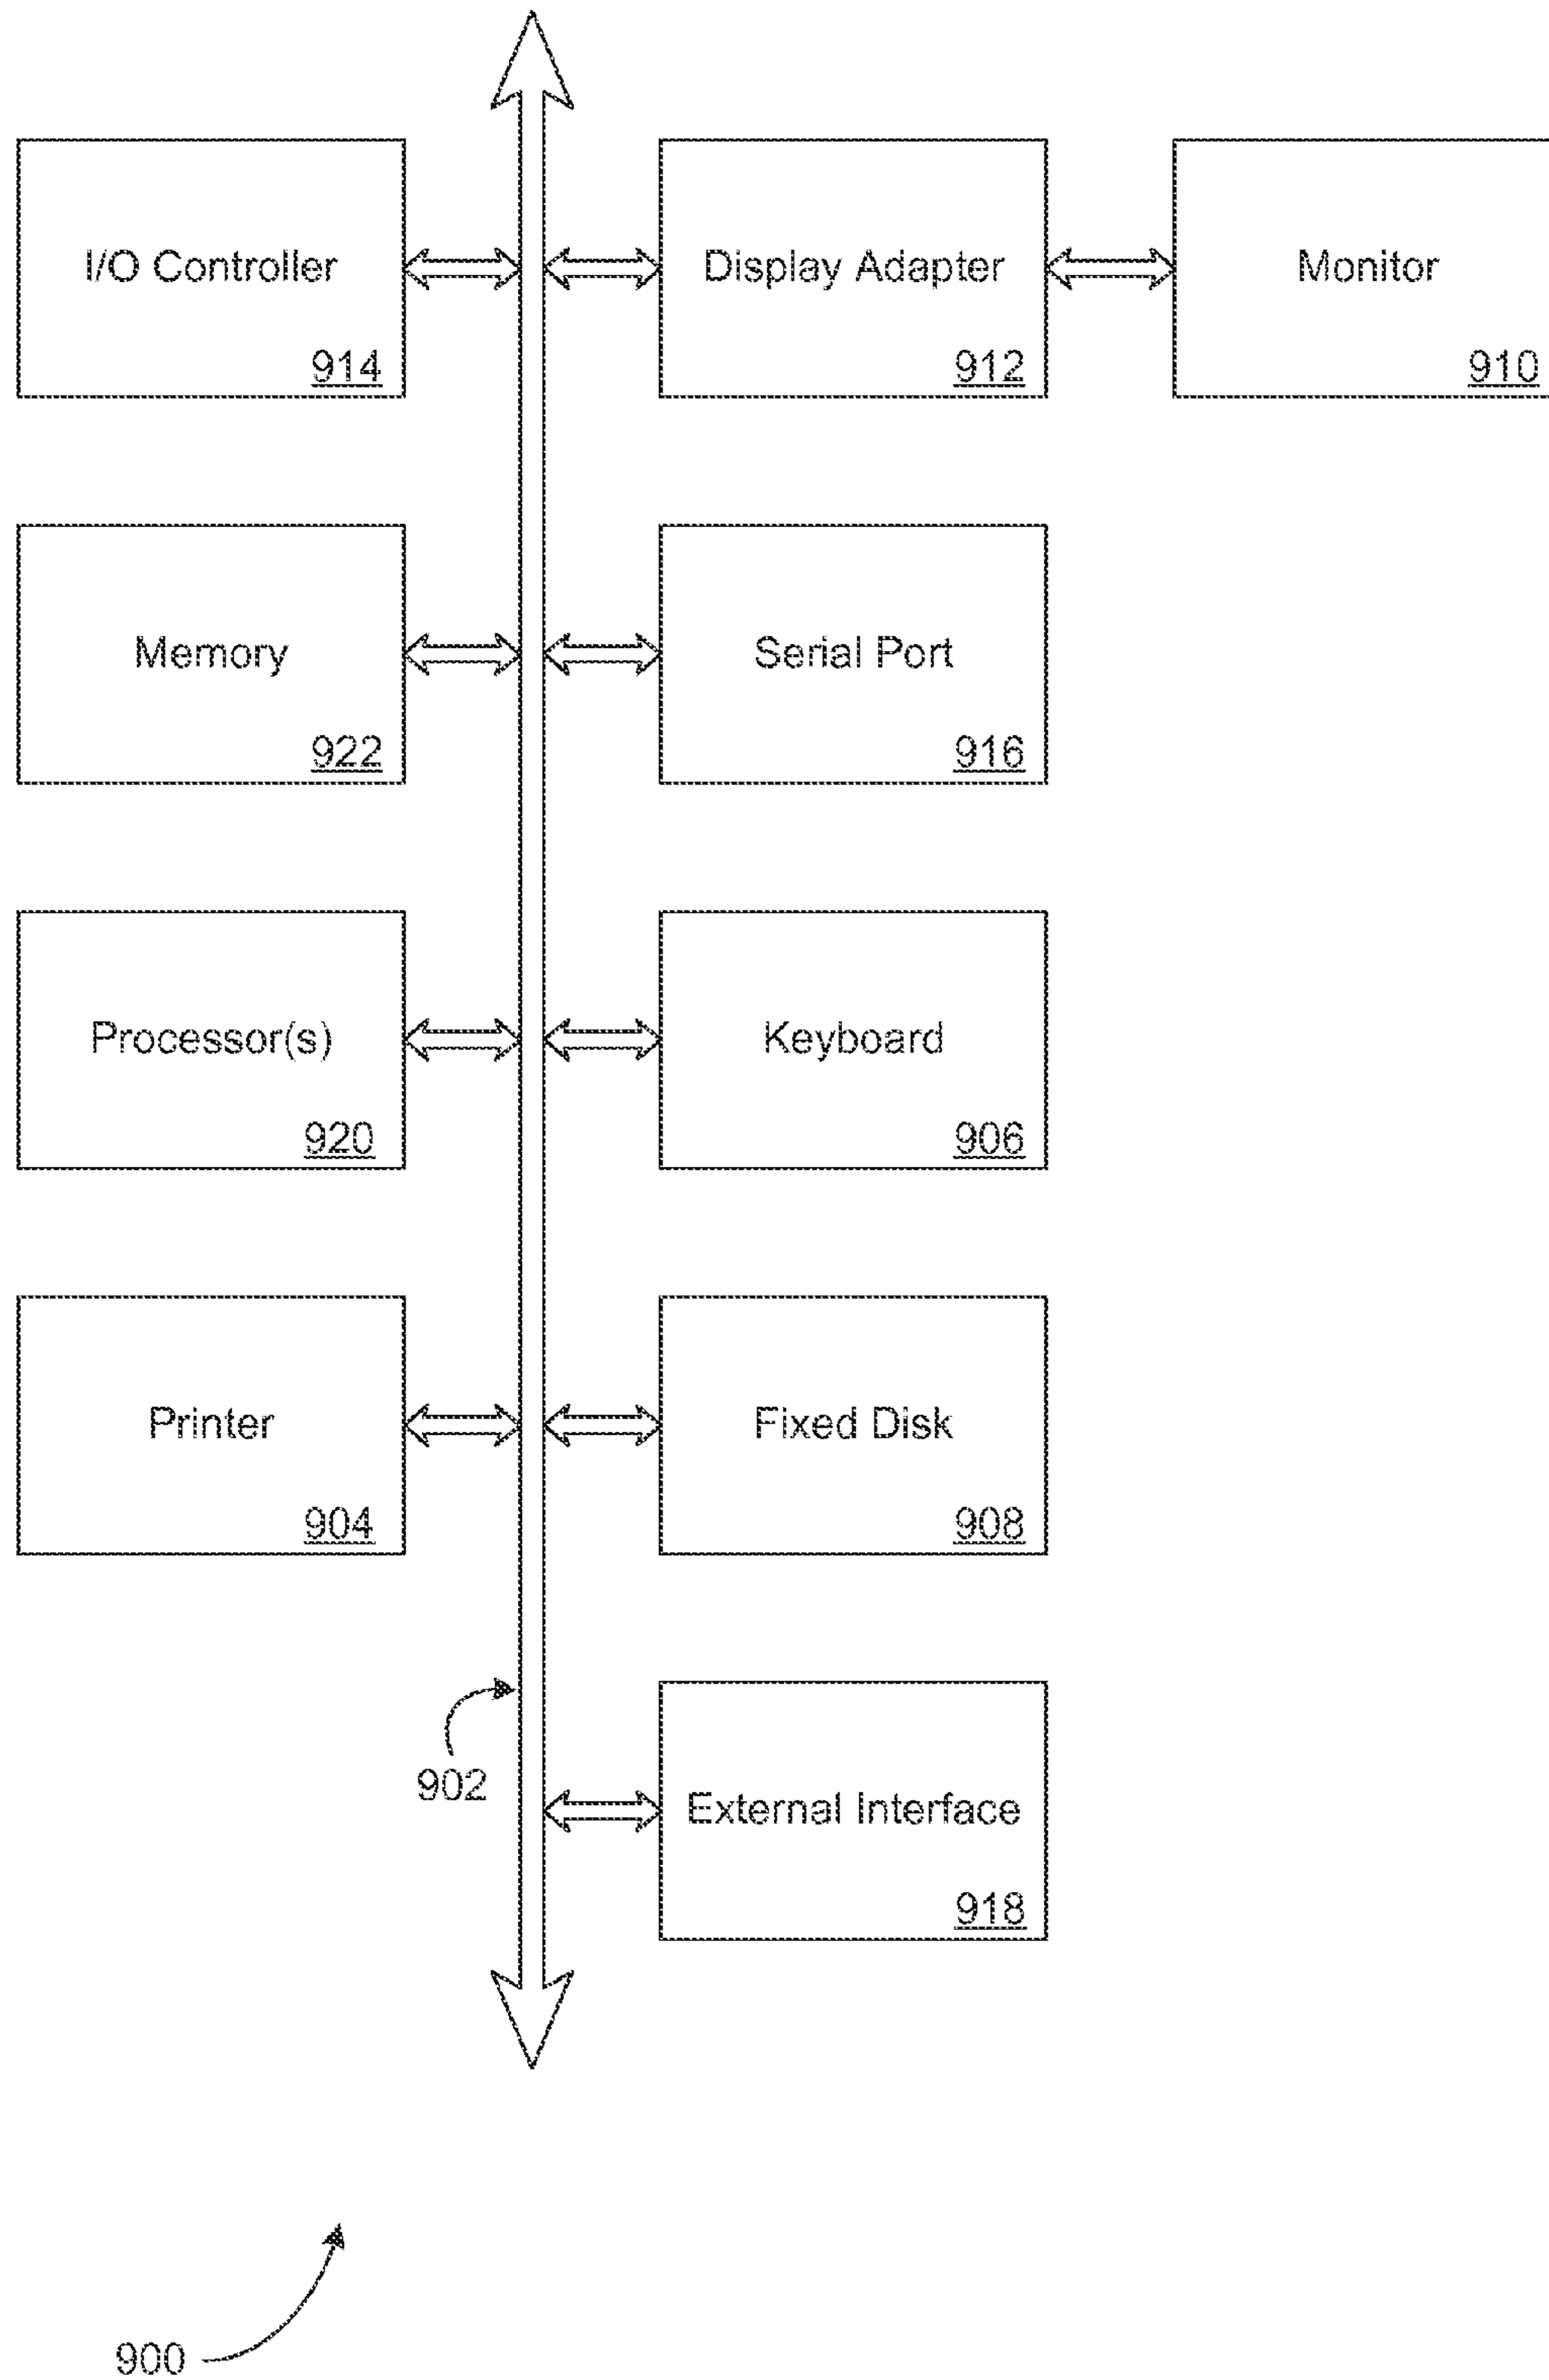 I/O Controller
914
Display Adapter
912
Monitor
910
Memory
922
Serial Port
916
Processor(s)
920
Keyboard
906
Printer
904
Fixed Disk
908
902
External Interface
918
900